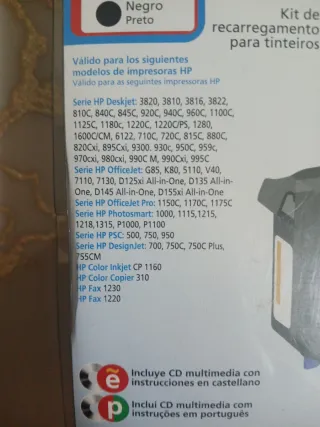 Negro
Preto
Kit de
recarregamento
para tinteiros
Válido para los siguientes
modelos de impresoras HP
Válido para as seguintes impressoras HP
Serie HP Deskjet: 3820, 3810, 3816, 3822,
810C, 840C, 845C, 920C, 940C, 960C, 1100C,
1125C, 1180c, 1220C, 1220C/PS, 1280,
1600C/CM, 6122, 710C, 720C, 815C, 880C,
820Cxi, 895Cxi, 9300. 930c, 950C, 959c,
970cxi, 980cxi, 990C M, 990Cxi, 995C
Serie HP OfficeJet: G85, K80, 5110, V40,
7110, 7130, D125xi All-in-One, D135 All-in-
One, D145 All-in-One, D155xi All-in-One
Serie HP OfficeJet Pro: 1150C, 1170C, 1175C
Serie HP Photosmart: 1000, 1115,1215,
1218,1315, P1000, P1100
Serie HP PSC: 500, 750, 950
Serie HP DesignJet: 700, 750C, 750C Plus,
755CM
HP Color Inkjet CP 1160
HP Color Copier 310
HP Fax 1230
HP Fax 1220
e Incluye CD multimedia con
instrucciones en castellano
p Inclui CD multimedia com
instruções em português